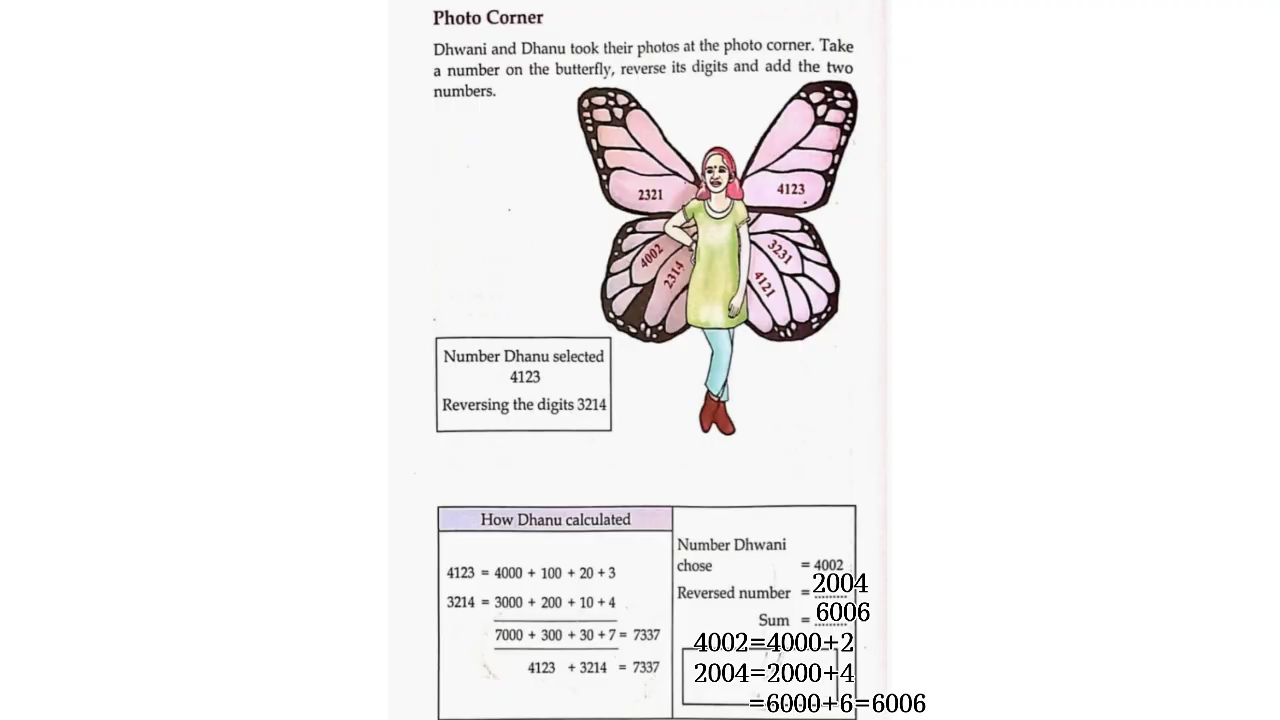 Photo Corner
Dhwani and Dhanu took their photos at the photo corner. Take
a number on the butterfly, reverse its digits and add the two
numbers.
2321
4123
4002
2314
3231
4121
Number Dhanu selected
4123
Reversing the digits 3214
How Dhanu calculated
4123 = 4000 + 100 + 20 + 3
3214 = 3000 + 200 + 10 + 4
7000 + 300 + 30 + 7 = 7337
4123 + 3214 = 7337
Number Dhwani
chose = 4002
Reversed number = 2004
Sum = 6006
4002=4000+2
2004=2000+4
=6000+6=6006